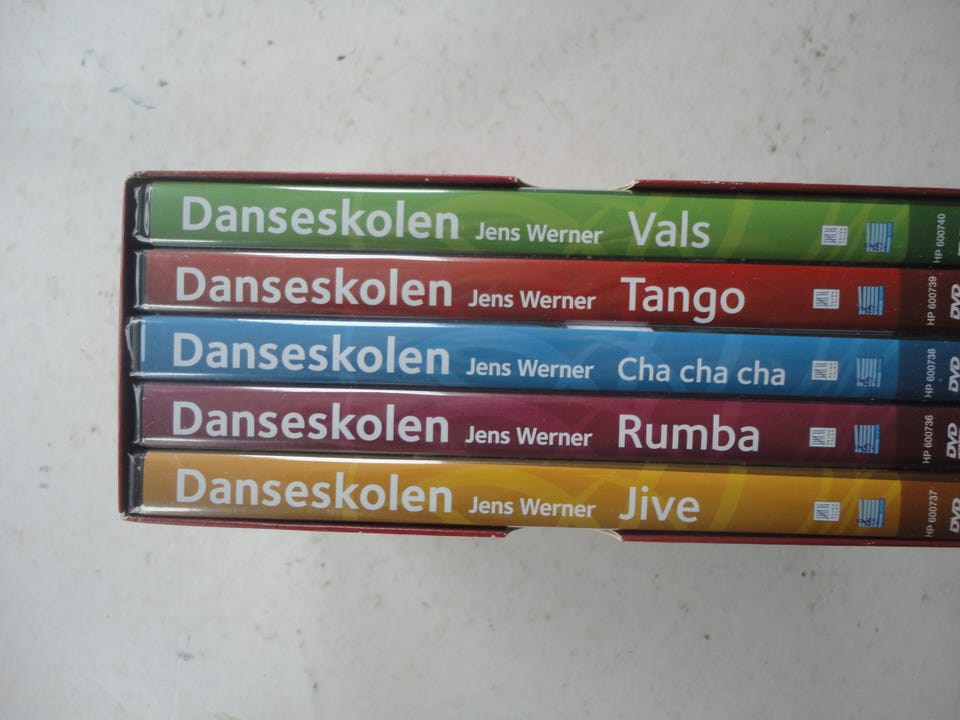 Danseskolen Jens Werner Vals HP 600740
Danseskolen Jens Werner Tango HP 600739 DVD
Danseskolen Jens Werner Cha cha cha HP 600738 DVD
Danseskolen Jens Werner Rumba HP 600736 DVD
Danseskolen Jens Werner Jive HP 600737 DVD